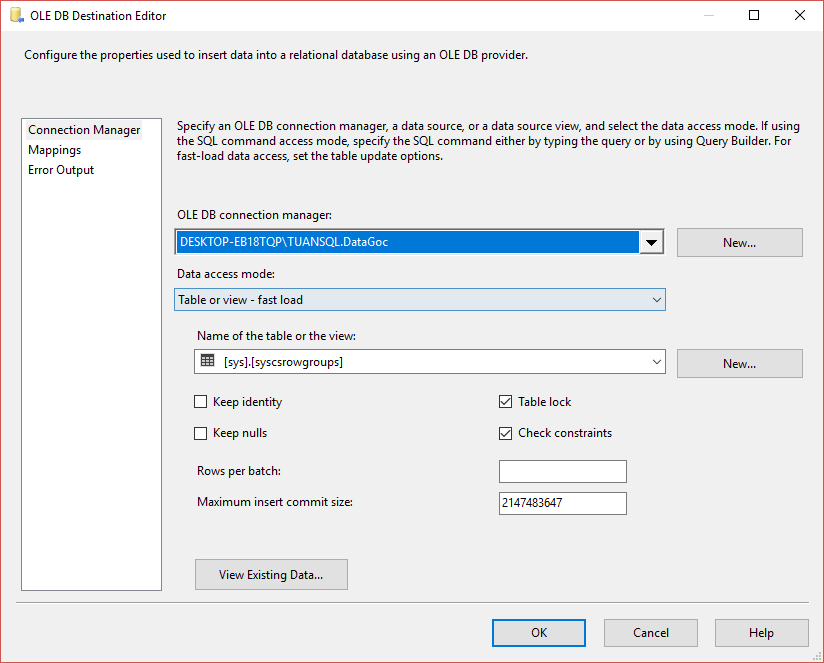 OLE DB Destination Editor
Configure the properties used to insert data into a relational database using an OLE DB provider.
Connection Manager
Mappings
Error Output
Specify an OLE DB connection manager, a data source, or a data source view, and select the data access mode. If using
the SQL command access mode, specify the SQL command either by typing the query or by using Query Builder. For
fast-load data access, set the table update options.
OLE DB connection manager:
DESKTOP-EB18TQP\TUANSQL.DataGoc
New...
Data access mode:
Table or view - fast load
Name of the table or the view:
[sys].[syscsrowgroups]
New...
Keep identity
Table lock
Keep nulls
Check constraints
Rows per batch:
Maximum insert commit size:
2147483647
View Existing Data...
OK
Cancel
Help